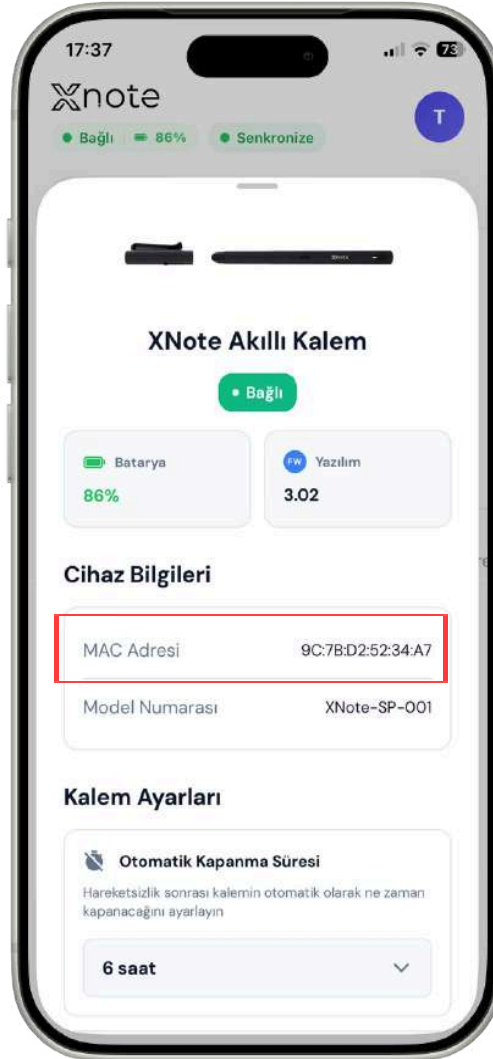 17:37
73
Xnote
T
Bağlı 86% Senkronize
XNote Akıllı Kalem
Bağlı
Batarya
86%
FW Yazılım
3.02
Cihaz Bilgileri
MAC Adresi 9C:7B:D2:52:34:A7
Model Numarası XNote-SP-001
Kalem Ayarları
Otomatik Kapanma Süresi
Hareketsizlik sonrası kalemin otomatik olarak ne zaman
kapanacağını ayarlayın
6 saat